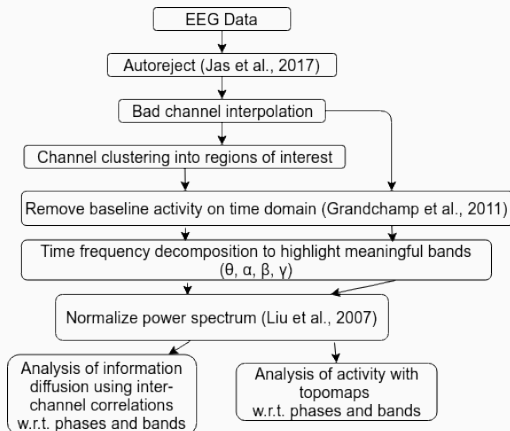 EEG Data
Autoreject (Jas et al., 2017)
Bad channel interpolation
Channel clustering into regions of interest
Remove baseline activity on time domain (Grandchamp et al., 2011)
Time frequency decomposition to highlight meaningful bands
(θ, α, β, γ)
Normalize power spectrum (Liu et al., 2007)
Analysis of information
diffusion using inter-
channel correlations
w.r.t. phases and bands
Analysis of activity with
topomaps
w.r.t. phases and bands